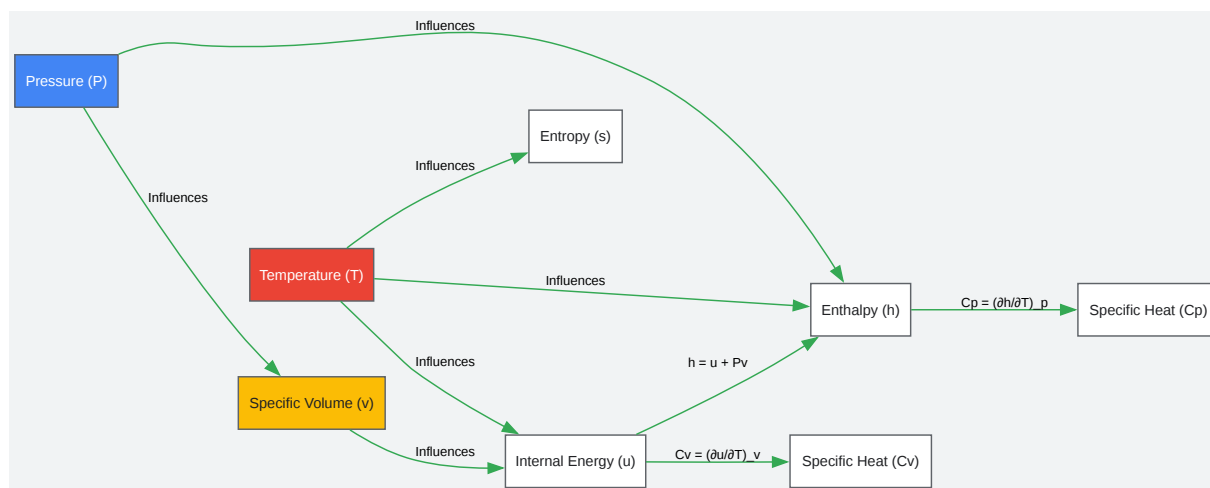 Influences
Pressure (P)
Entropy (s)
Influences
Influences
Temperature (T)
Influences
Enthalpy (h)
Cp = (∂h/∂T)_p
Specific Heat (Cp)
Influences
h = u + Pv
Specific Volume (v)
Influences
Internal Energy (u)
Cv = (∂u/∂T)_v
Specific Heat (Cv)